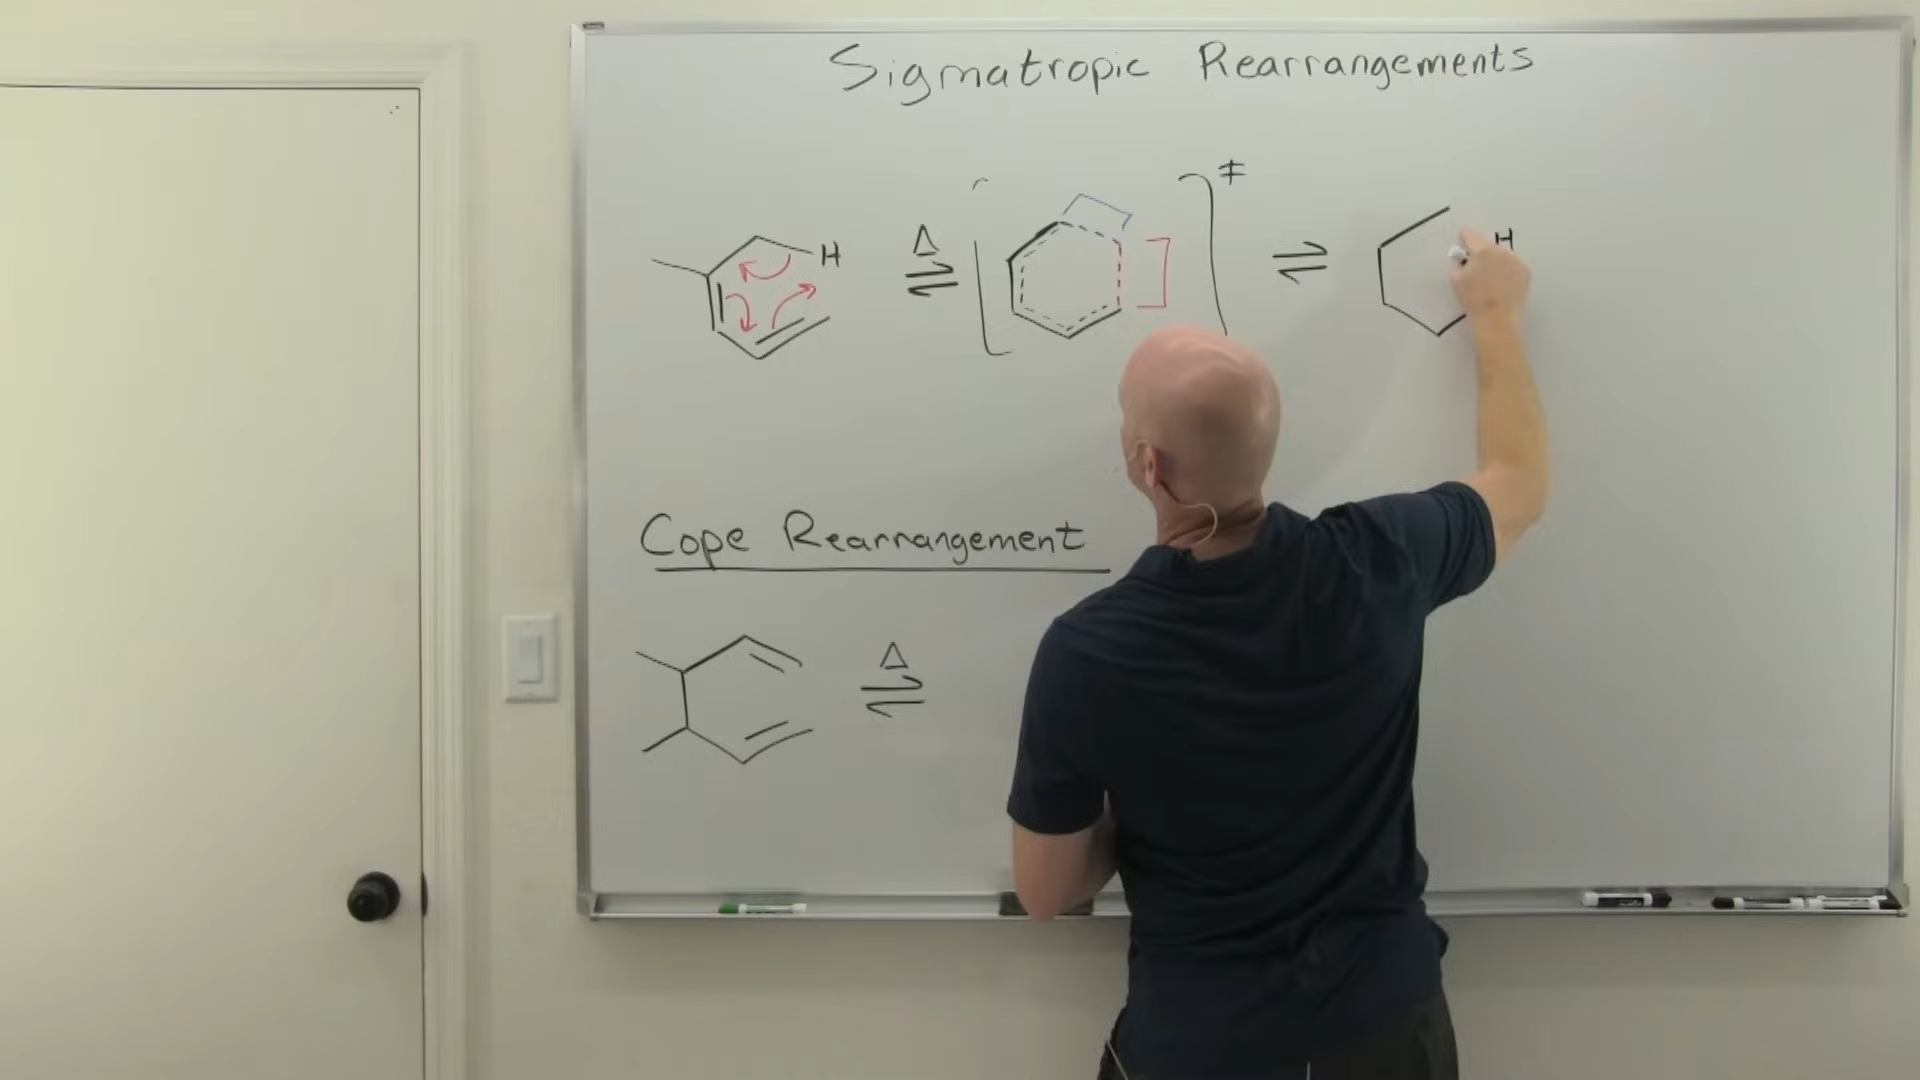 Sigmatropic Rearrangements
‡
Δ
H
H
Cope Rearrangement
Δ